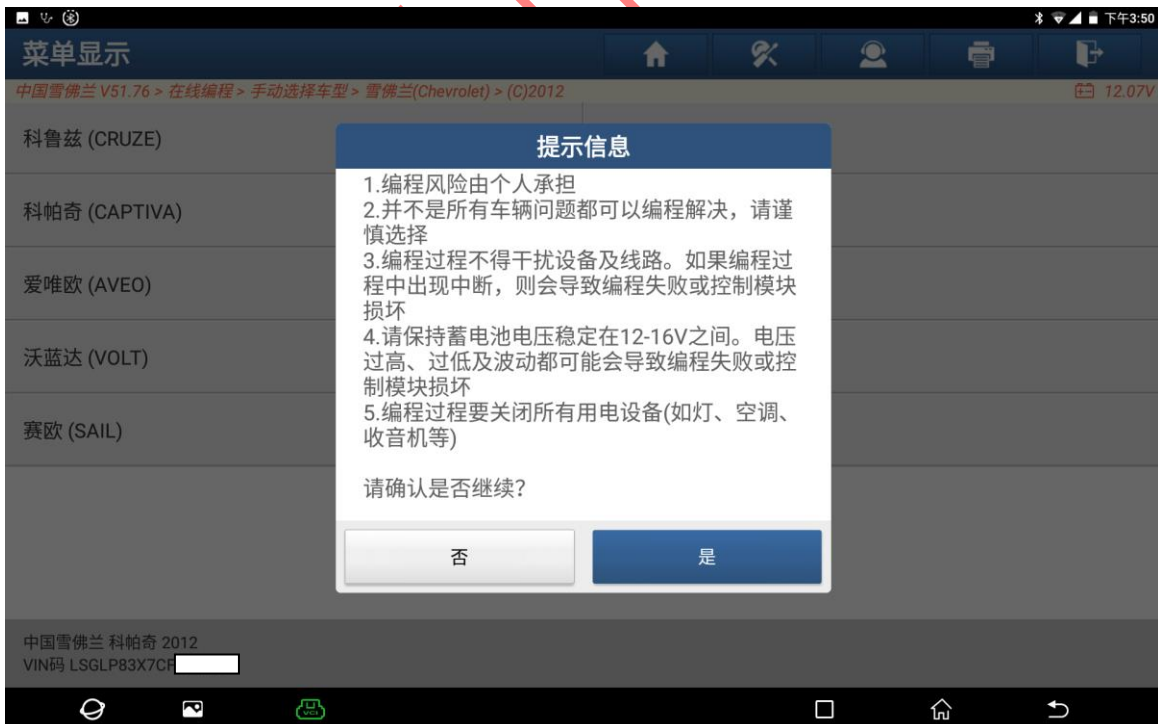 下午3:50
菜单显示
中国雪佛兰 V51.76 > 在线编程 > 手动选择车型 > 雪佛兰(Chevrolet) > (C)2012
12.07V
科鲁兹 (CRUZE)
科帕奇 (CAPTIVA)
爱唯欧 (AVEO)
沃蓝达 (VOLT)
赛欧 (SAIL)
提示信息
1.编程风险由个人承担
2.并不是所有车辆问题都可以编程解决，请谨
慎选择
3.编程过程不得干扰设备及线路。如果编程过
程中出现中断，则会导致编程失败或控制模块
损坏
4.请保持蓄电池电压稳定在12-16V之间。电压
过高、过低及波动都可能会导致编程失败或控
制模块损坏
5.编程过程要关闭所有用电设备(如灯、空调、
收音机等)
请确认是否继续?
否
是
中国雪佛兰 科帕奇 2012
VIN码 LSGLP83X7CF
VCI